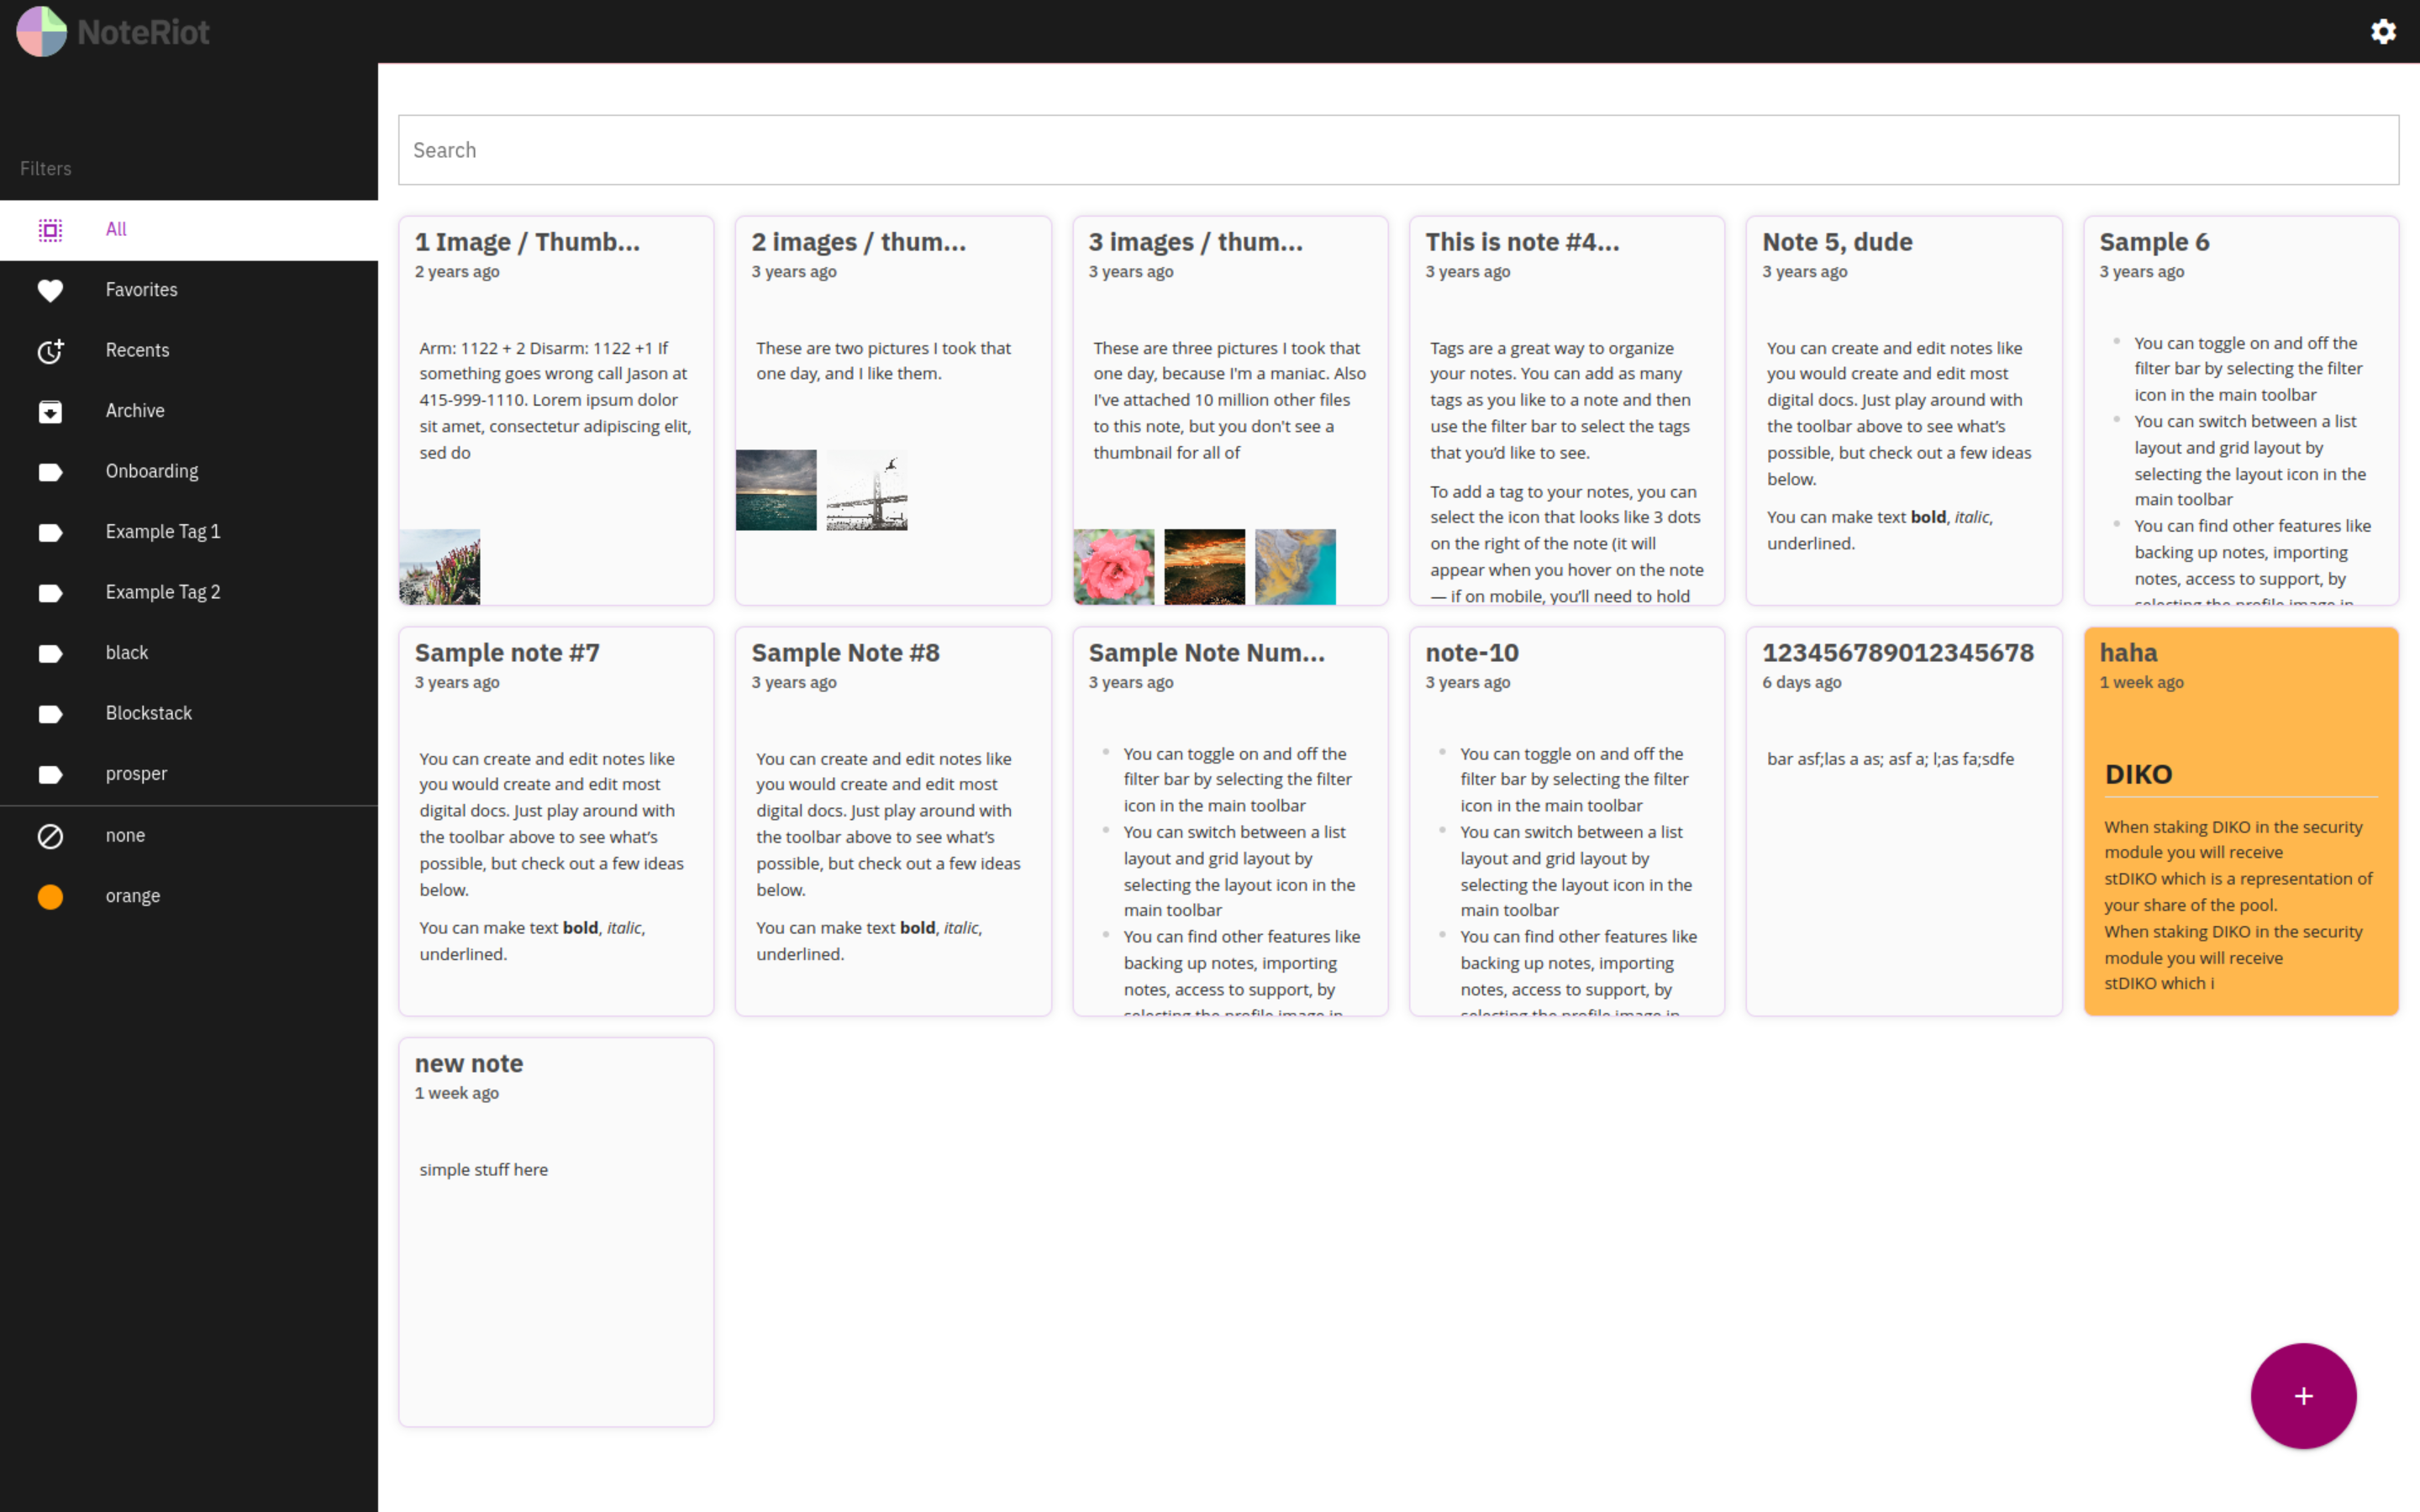 NoteRiot
Filters
All
Favorites
Recents
Archive
Onboarding
Example Tag 1
Example Tag 2
black
Blockstack
prosper
none
orange
Search
1 Image / Thumb...
2 years ago
Arm: 1122 + 2 Disarm: 1122 +1 If
something goes wrong call Jason at
415-999-1110. Lorem ipsum dolor
sit amet, consectetur adipiscing elit,
sed do
2 images / thum...
3 years ago
These are two pictures I took that
one day, and I like them.
3 images / thum...
3 years ago
These are three pictures I took that
one day, because I'm a maniac. Also
I've attached 10 million other files
to this note, but you don't see a
thumbnail for all of
This is note #4...
3 years ago
Tags are a great way to organize
your notes. You can add as many
tags as you like to a note and then
use the filter bar to select the tags
that you'd like to see.
To add a tag to your notes, you can
select the icon that looks like 3 dots
on the right of the note (it will
appear when you hover on the note
— if on mobile, you'll need to hold
Note 5, dude
3 years ago
You can create and edit notes like
you would create and edit most
digital docs. Just play around with
the toolbar above to see what's
possible, but check out a few ideas
below.
You can make text bold, italic,
underlined.
Sample 6
3 years ago
You can toggle on and off the
filter bar by selecting the filter
icon in the main toolbar
You can switch between a list
layout and grid layout by
selecting the layout icon in the
main toolbar
You can find other features like
backing up notes, importing
notes, access to support, by
selecting the profile image in
Sample note #7
3 years ago
You can create and edit notes like
you would create and edit most
digital docs. Just play around with
the toolbar above to see what's
possible, but check out a few ideas
below.
You can make text bold, italic,
underlined.
Sample Note #8
3 years ago
You can create and edit notes like
you would create and edit most
digital docs. Just play around with
the toolbar above to see what's
possible, but check out a few ideas
below.
You can make text bold, italic,
underlined.
Sample Note Num...
3 years ago
You can toggle on and off the
filter bar by selecting the filter
icon in the main toolbar
You can switch between a list
layout and grid layout by
selecting the layout icon in the
main toolbar
You can find other features like
backing up notes, importing
notes, access to support, by
selecting the profile image in
note-10
3 years ago
You can toggle on and off the
filter bar by selecting the filter
icon in the main toolbar
You can switch between a list
layout and grid layout by
selecting the layout icon in the
main toolbar
You can find other features like
backing up notes, importing
notes, access to support, by
selecting the profile image in
123456789012345678
6 days ago
bar asf;las a as; asf a; l;as fa;sdfe
haha
1 week ago
DIKO
When staking DIKO in the security
module you will receive
stDIKO which is a representation of
your share of the pool.
When staking DIKO in the security
module you will receive
stDIKO which i
new note
1 week ago
simple stuff here
+